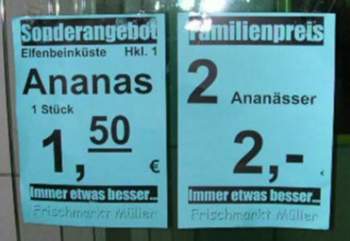 Sonderangebot
Elfenbeinküste Hkl. 1
Ananas
1 Stück
1,50 €
Immer etwas besser...
Frischmarkt Müller
Familienpreis
2 Ananässer
2,- €
Immer etwas besser...
Frischmarkt Müller